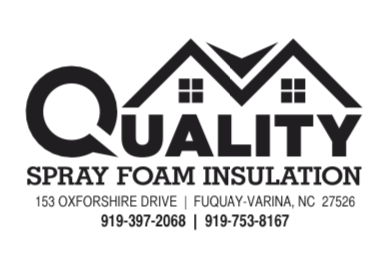 QUALITY
SPRAY FOAM INSULATION
153 OXFORSHIRE DRIVE | FUQUAY-VARINA, NC 27526
919-397-2068 | 919-753-8167